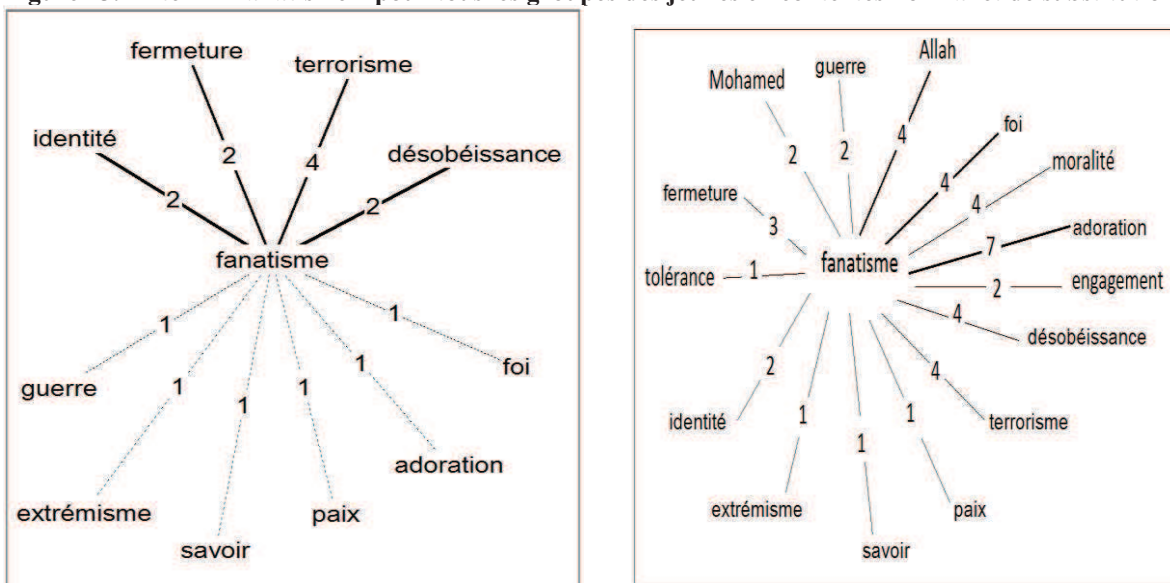 fermeture
terrorisme
identité
désobéissance
2
4
2
2
fanatisme
1
1
1
1
1
1
foi
guerre
adoration
extrémisme
paix
savoir
Allah
guerre
Mohamed
foi
moralité
4
2
2
4
4
fermeture
adoration
3
7
tolérance
1
fanatisme
engagement
2
4
désobéissance
2
4
identité
1
1
terrorisme
1
extrémisme
paix
savoir